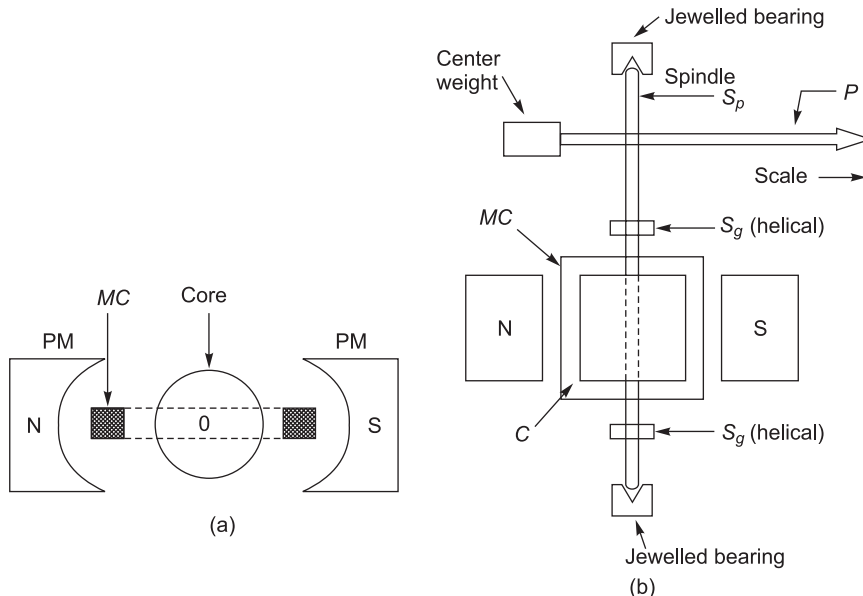 MC
Core
PM
PM
N
0
S
(a)
Jewelled bearing
Center
weight
Spindle
Sp
P
Scale
MC
Sg (helical)
N
S
C
Sg (helical)
Jewelled bearing
(b)